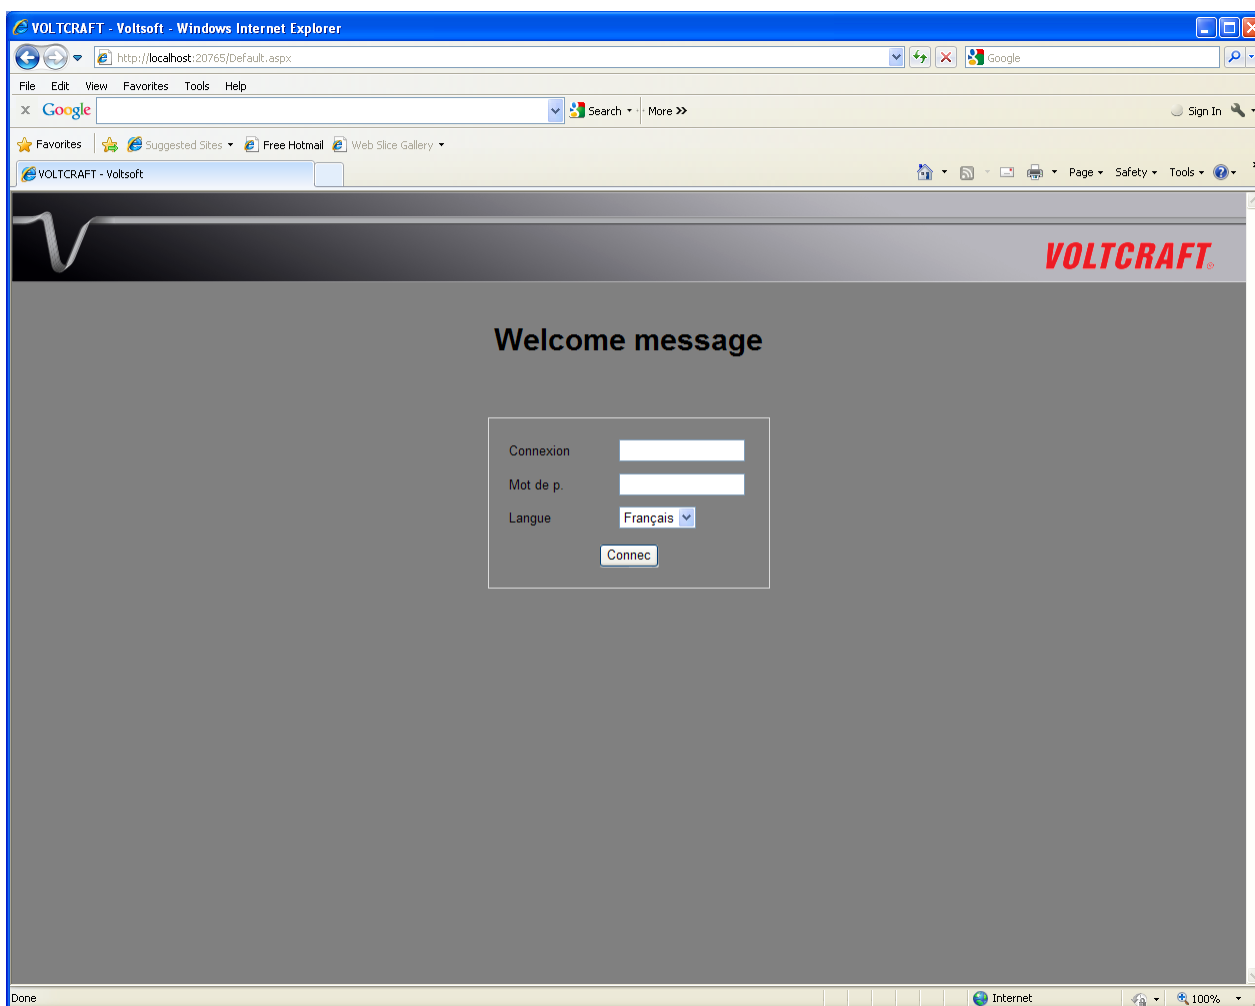 VOLTCRAFT - Voltsoft - Windows Internet Explorer
http://localhost:20765/Default.aspx
Google
File Edit View Favorites Tools Help
x Google Search More >> Sign In
Favorites Suggested Sites Free Hotmail Web Slice Gallery
VOLTCRAFT - Voltsoft Page Safety Tools
VOLTCRAFT®
Welcome message
Connexion
Mot de p.
Langue Français
Connec
Done Internet 100%